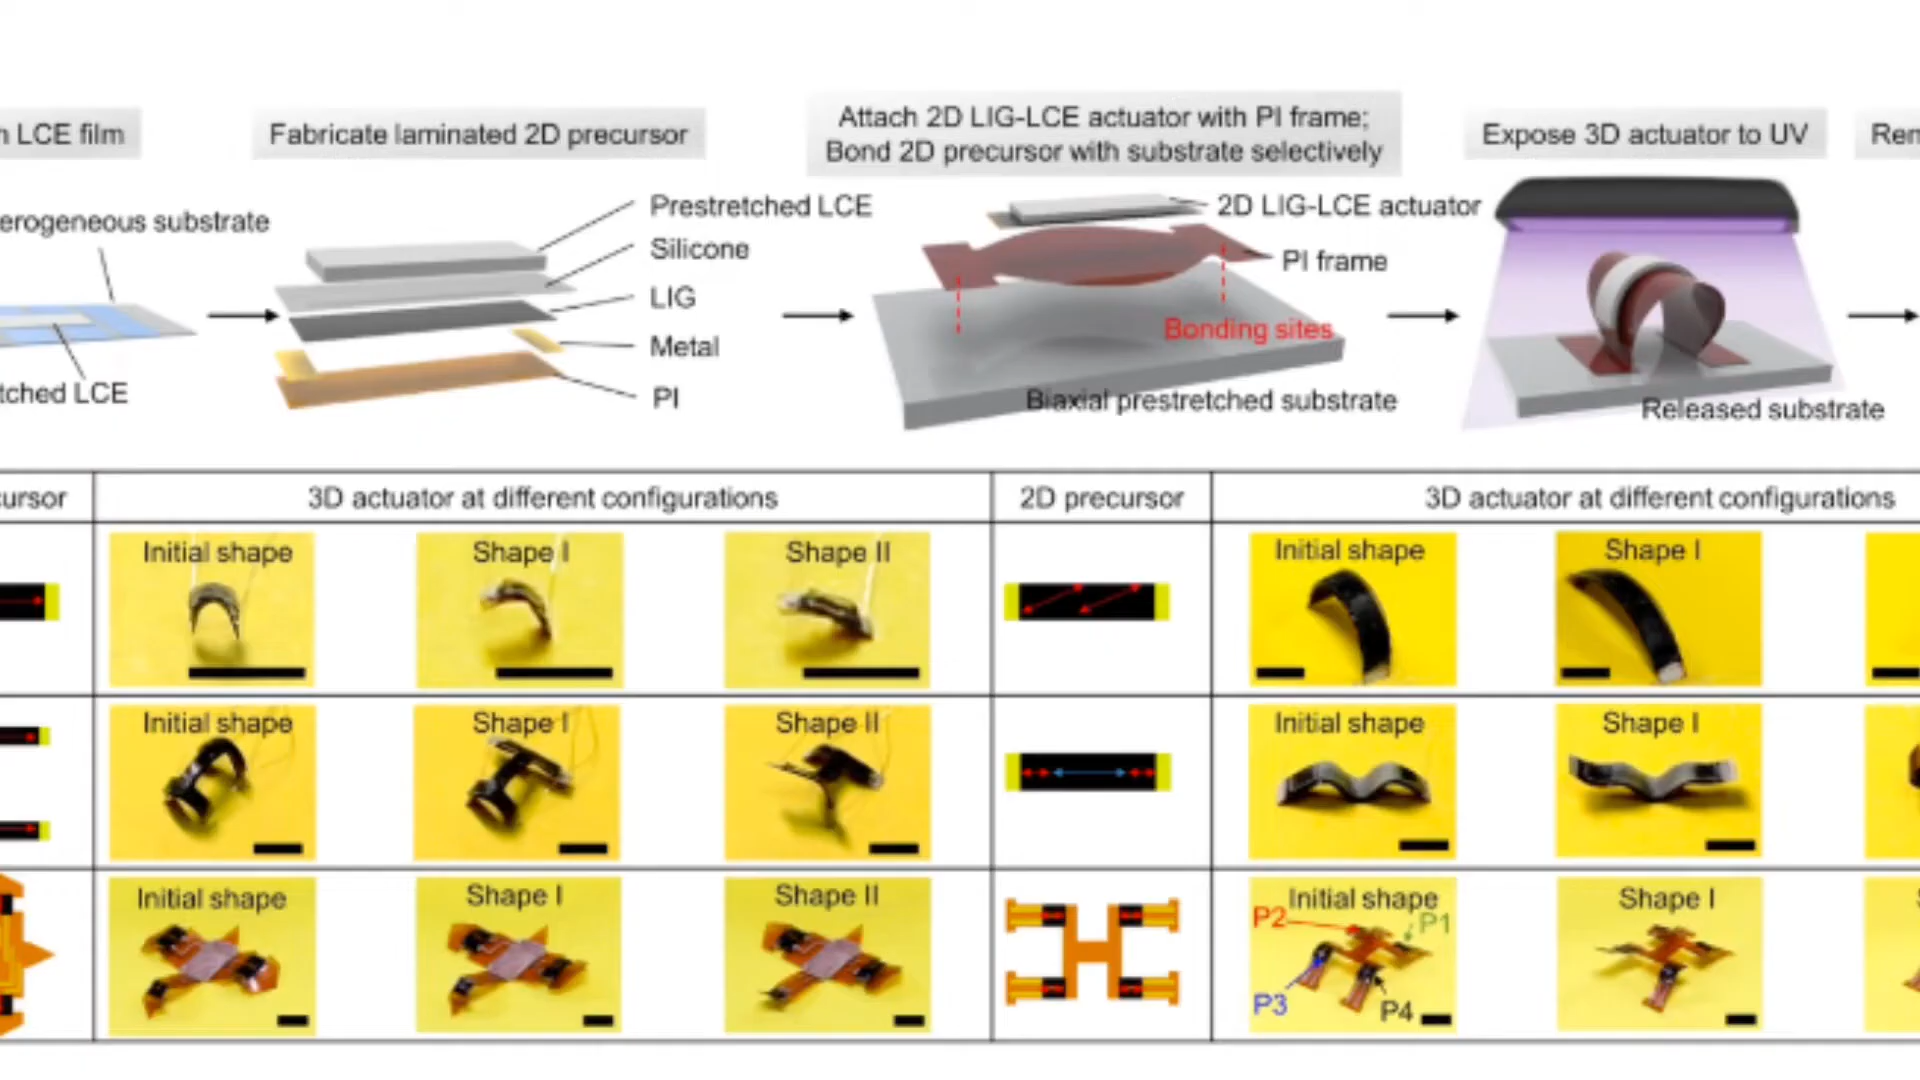 n LCE film
Fabricate laminated 2D precursor
Attach 2D LIG-LCE actuator with PI frame;
Bond 2D precursor with substrate selectively
Expose 3D actuator to UV
Ren
erogeneous substrate
tched LCE
Prestretched LCE
Silicone
LIG
Metal
PI
2D LIG-LCE actuator
PI frame
Bonding sites
Biaxial prestretched substrate
Released substrate
cursor
3D actuator at different configurations
2D precursor
3D actuator at different configurations
Initial shape
Shape I
Shape II
Initial shape
Shape I
Initial shape
Shape I
Shape II
Initial shape
Shape I
Initial shape
Shape I
Shape II
Initial shape
P2
P1
P3
P4
Shape I
S